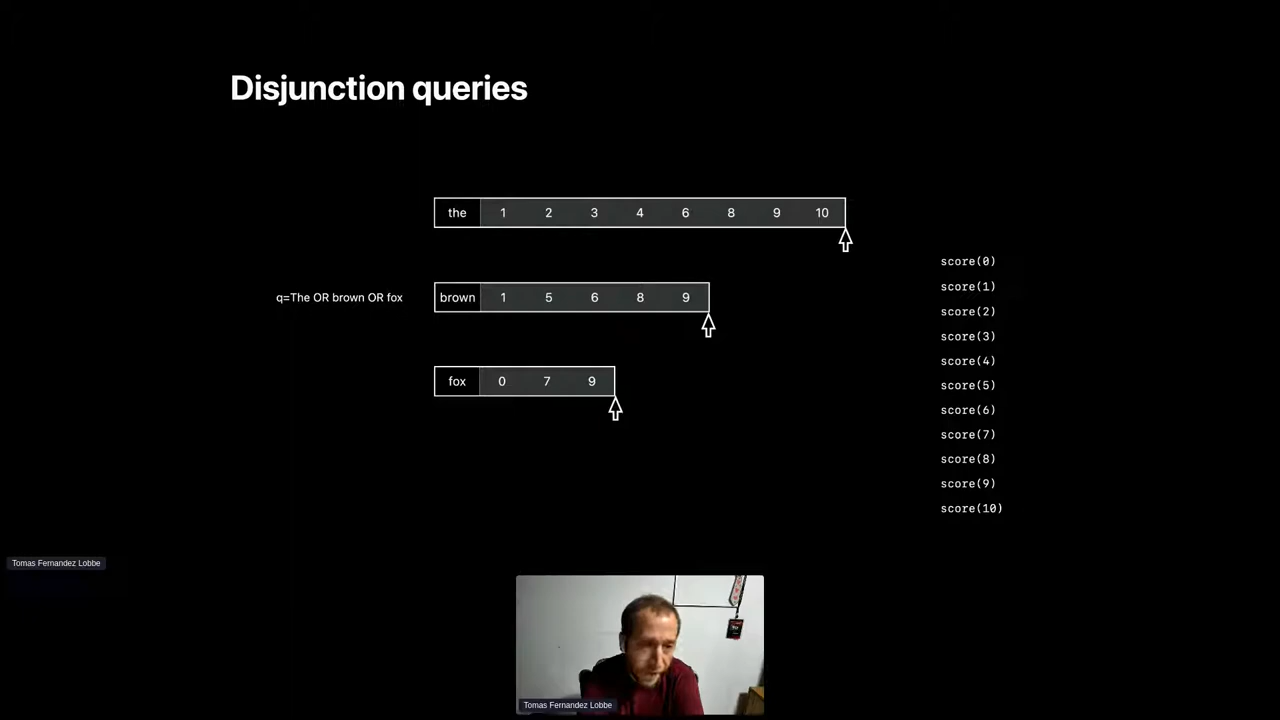 Disjunction queries
the 1 2 3 4 6 8 9 10
q=The OR brown OR fox
brown 1 5 6 8 9
fox 0 7 9
score(0)
score(1)
score(2)
score(3)
score(4)
score(5)
score(6)
score(7)
score(8)
score(9)
score(10)
Tomas Fernandez Lobbe
Tomas Fernandez Lobbe